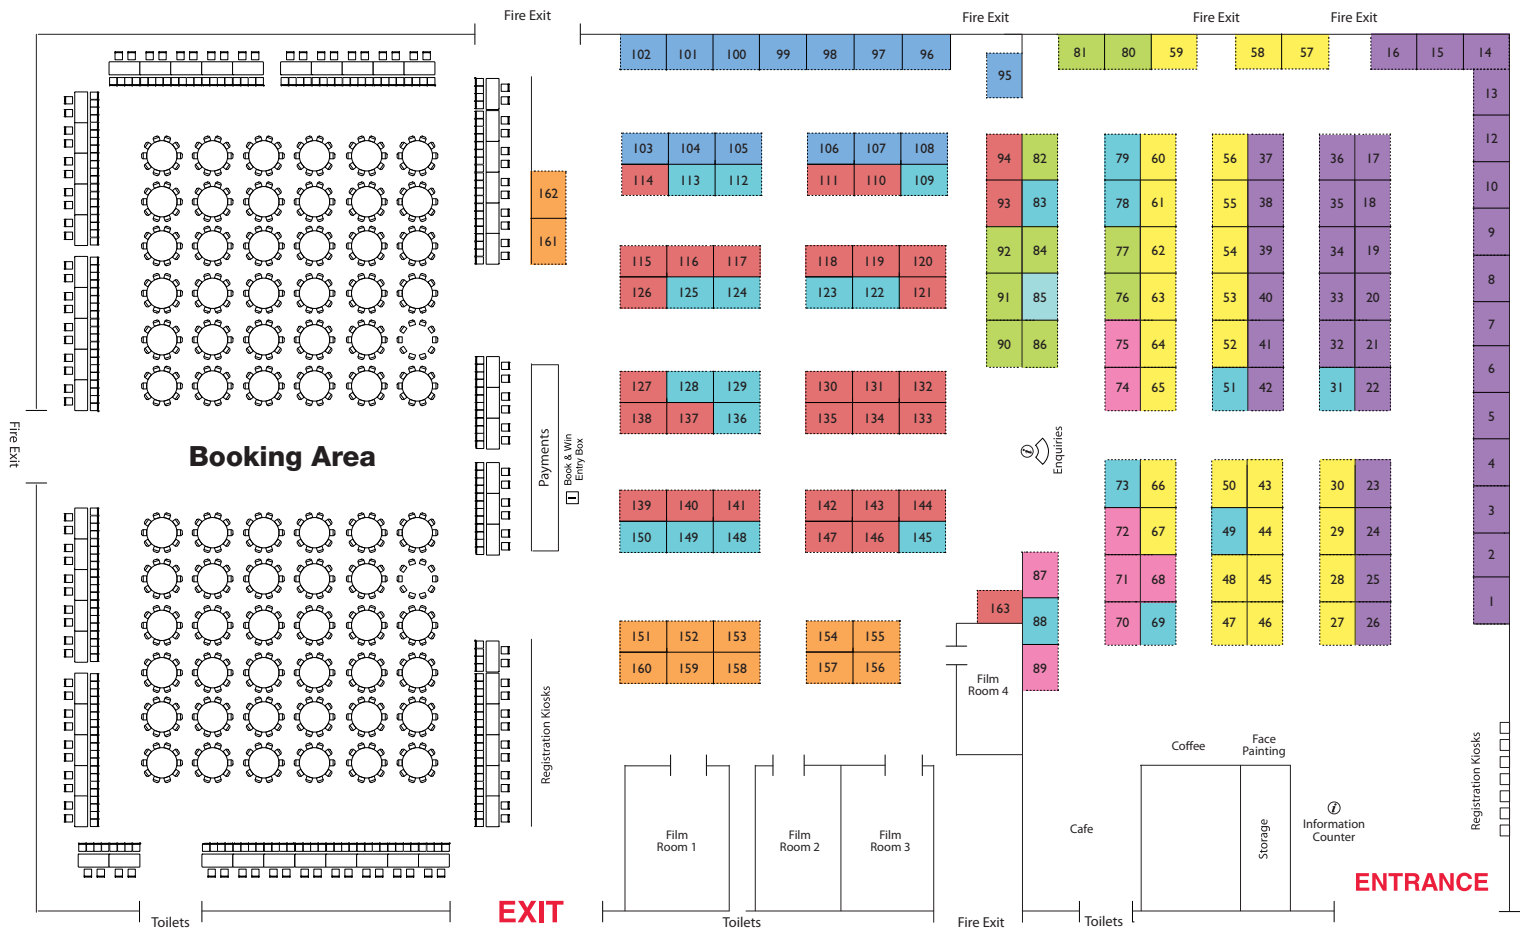 Fire Exit
Fire Exit
Fire Exit
Fire Exit
102 101 100 99 98 97 96
95
81 80 59
58 57
16 15 14
13
12
10
9
8
7
6
5
4
3
2
1
103 104 105
114 113 112
106 107 108
111 110 109
162
161
115 116 117
126 125 124
118 119 120
123 122 121
127 128 129
138 137 136
130 131 132
135 134 133
139 140 141
150 149 148
142 143 144
147 146 145
151 152 153
160 159 158
154 155
157 156
94 82
93 83
92 84
91 85
90 86
79 60
78 61
77 62
76 63
75 64
74 65
56 37
55 38
54 39
53 40
52 41
51 42
36 17
35 18
34 19
33 20
32 21
31 22
73 66
72 67
71 68
70 69
50 43
49 44
48 45
47 46
30 23
29 24
28 25
27 26
87
88
89
163
Fire Exit
Booking Area
Payments
Book & Win
Entry Box
Enquiries
i
Registration Kiosks
Film
Room 4
Film
Room 1
Film
Room 2
Film
Room 3
Coffee
Face
Painting
Cafe
Storage
i
Information
Counter
Registration Kiosks
ENTRANCE
EXIT
Toilets
Toilets
Fire Exit
Toilets